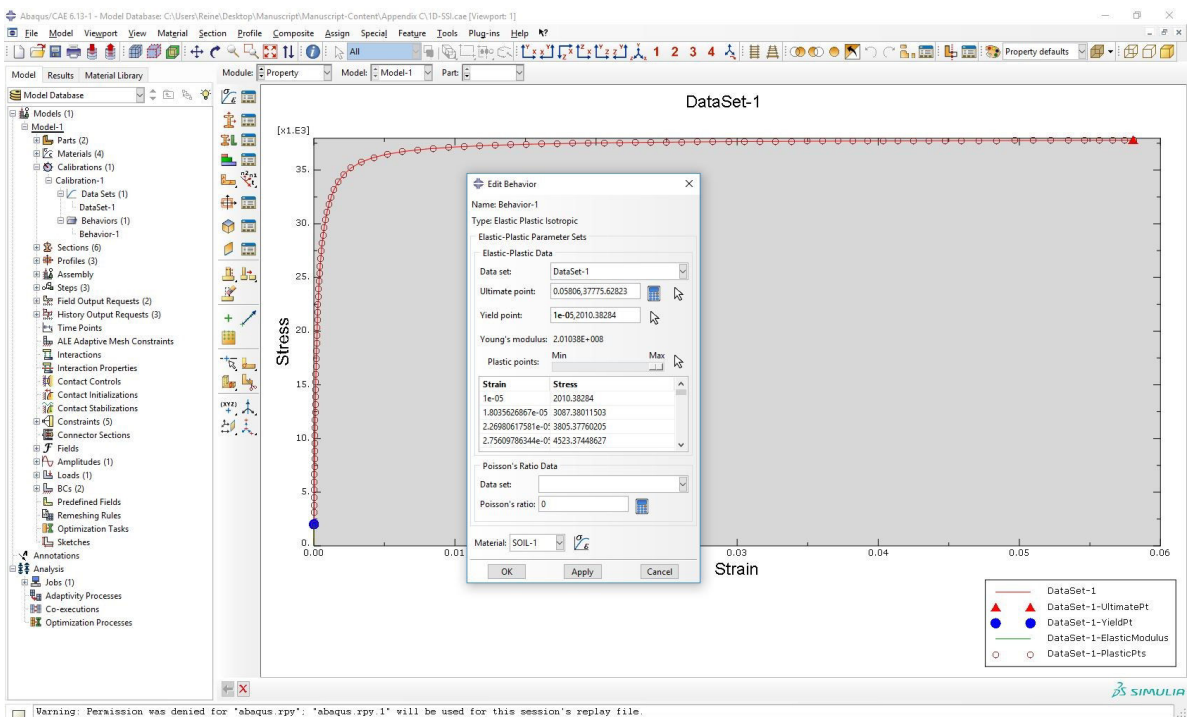 Abaqus/CAE 6.13-1 - Model Database: C:\Users\Reine\Desktop\Manuscript\Manuscript-Content\Appendix C\1D-SSI.cae [Viewport: 1]
File Model Viewport View Material Section Profile Composite Assign Special Feature Tools Plug-ins Help
All
1 2 3 4
Property defaults
Model Results Material Library
Module: Property Model: Model-1 Part:
Model Database
Models (1)
Model-1
Parts (2)
Materials (4)
Calibrations (1)
Calibration-1
Data Sets (1)
DataSet-1
Behaviors (1)
Behavior-1
Sections (6)
Profiles (3)
Assembly
Steps (3)
Field Output Requests (2)
History Output Requests (3)
Time Points
ALE Adaptive Mesh Constraints
Interactions
Interaction Properties
Contact Controls
Contact Initializations
Contact Stabilizations
Constraints (5)
Connector Sections
Fields
Amplitudes (1)
Loads (1)
BCs (2)
Predefined Fields
Remeshing Rules
Optimization Tasks
Sketches
Annotations
Analysis
Jobs (1)
Adaptivity Processes
Co-executions
Optimization Processes
(XYZ)
DataSet-1
[x1.E3]
35.
30.
25.
20.
15.
10.
5.
0.
Stress
0.00 0.01 0.03 0.04 0.05 0.06
Strain
Edit Behavior
Name: Behavior-1
Type: Elastic Plastic Isotropic
Elastic-Plastic Parameter Sets
Elastic-Plastic Data
Data set: DataSet-1
Ultimate point: 0.05806,37775.62823
Yield point: 1e-05,2010.38284
Young's modulus: 2.01038E+008
Plastic points: Min Max
Strain Stress
1e-05 2010.38284
1.8035626867e-05 3087.38011503
2.26980617581e-05 3805.37760205
2.75609786344e-05 4523.37448627
Poisson's Ratio Data
Data set:
Poisson's ratio: 0
Material: SOIL-1
OK Apply Cancel
DataSet-1
DataSet-1-UltimatePt
DataSet-1-YieldPt
DataSet-1-ElasticModulus
DataSet-1-PlasticPts
SIMULIA
Warning: Permission was denied for "abaqus.rpy"; "abaqus.rpy.1" will be used for this session's replay file.